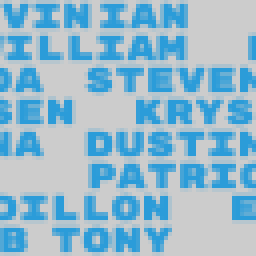 VINIAN
WILLIAM
DA STEVEN
SEN KRYS
NA DUSTIN
PATRIC
DILLON E
B TONY